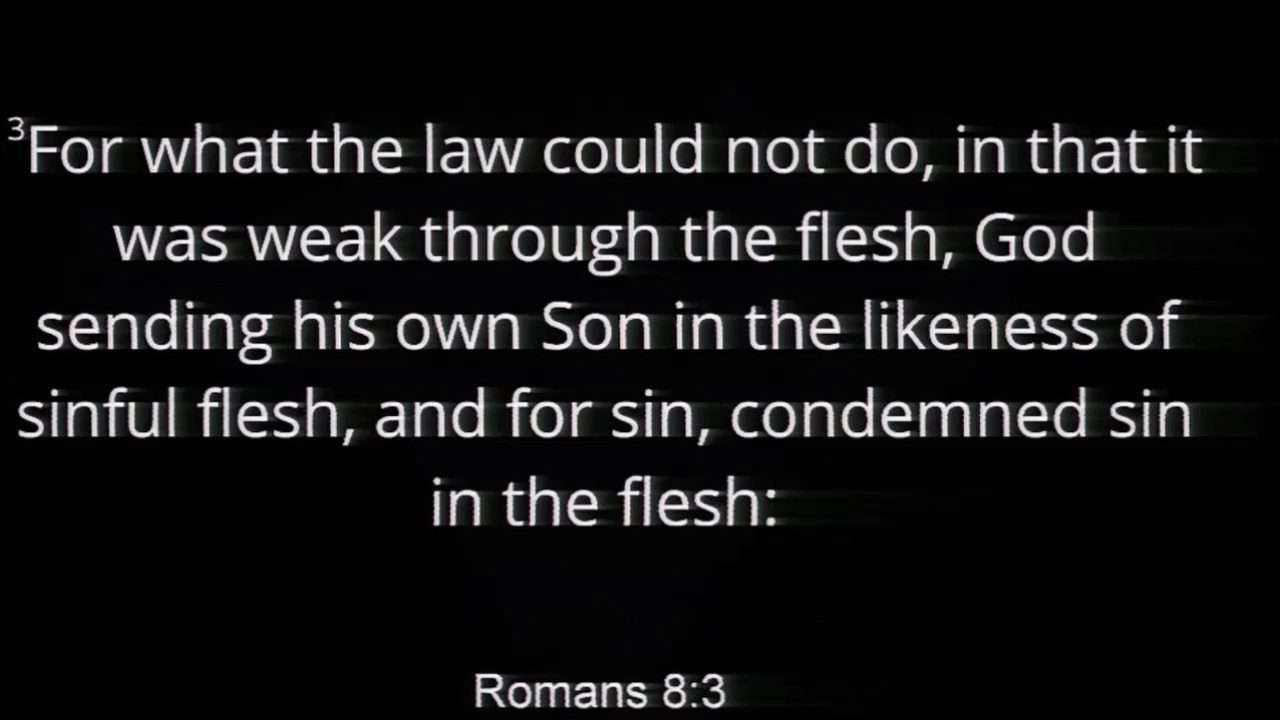 ³For what the law could not do, in that it
was weak through the flesh, God
sending his own Son in the likeness of
sinful flesh, and for sin, condemned sin
in the flesh:
Romans 8:3